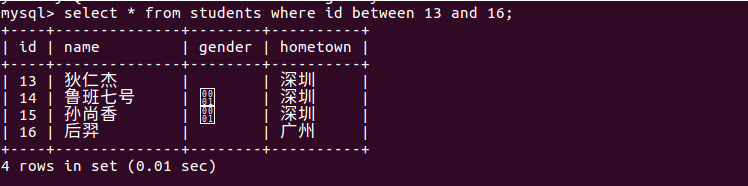 mysql> select * from students where id between 13 and 16;
+----+--------------+--------+----------+
| id | name         | gender | hometown |
+----+--------------+--------+----------+
| 13 | 狄仁杰 | | 深圳 |
| 14 | 鲁班七号 | 0001 | 深圳 |
| 15 | 孙尚香 | 0001 | 深圳 |
| 16 | 后羿 | | 广州 |
+----+--------------+--------+----------+
4 rows in set (0.01 sec)